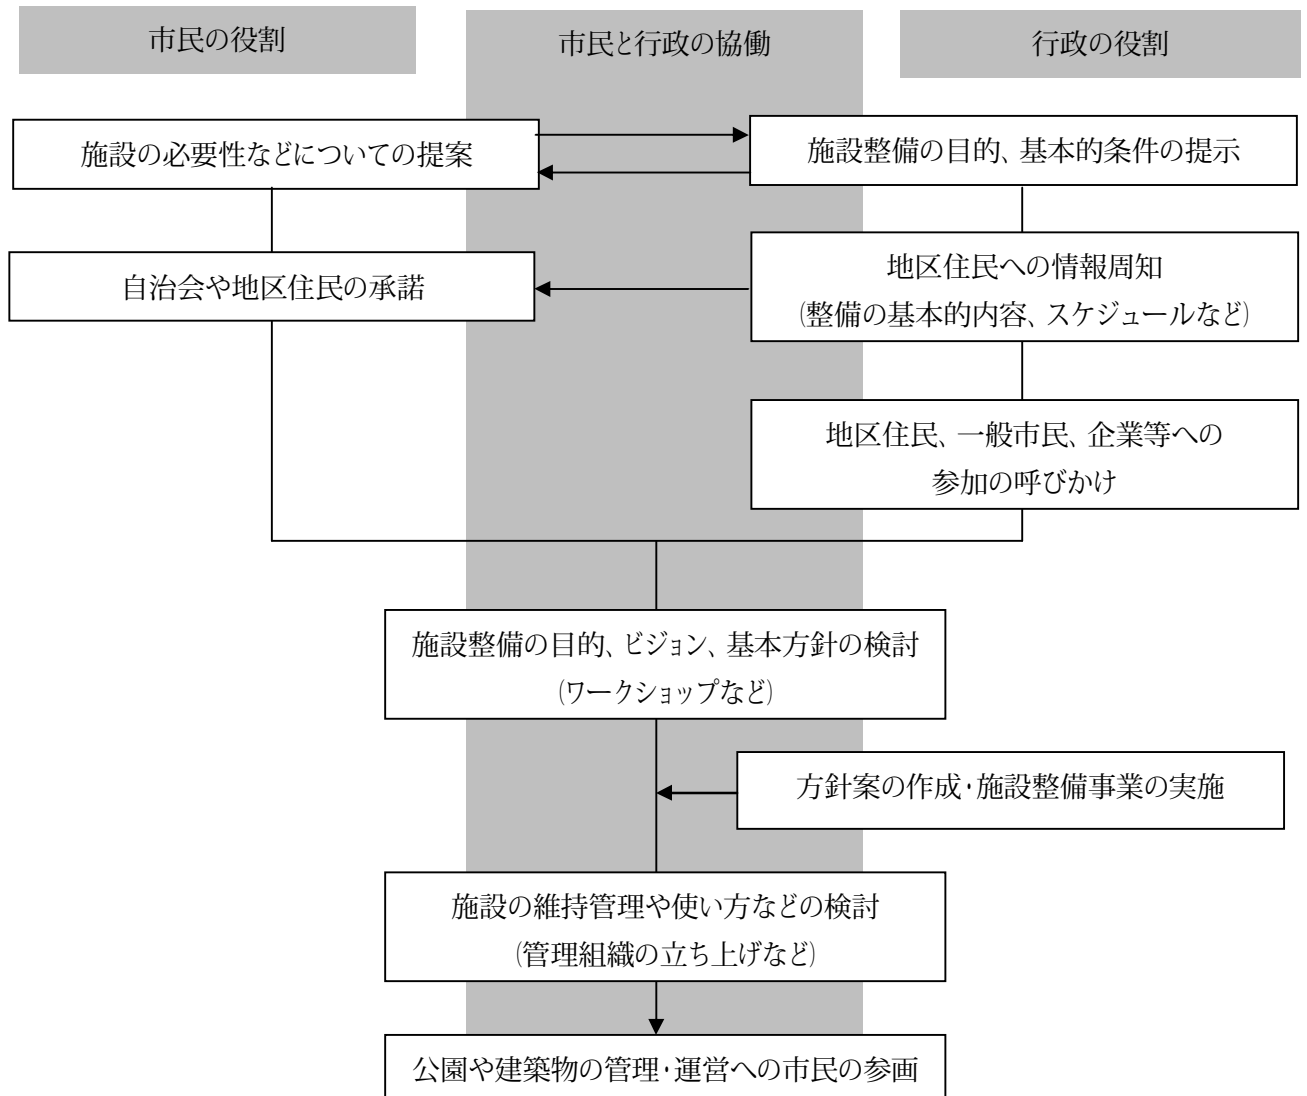 市民の役割
市民と行政の協働
行政の役割
施設の必要性などについての提案
施設整備の目的、基本的条件の提示
自治会や地区住民の承諾
地区住民への情報周知
(整備の基本的内容、スケジュールなど)
地区住民、一般市民、企業等への
参加の呼びかけ
施設整備の目的、ビジョン、基本方針の検討
(ワークショップなど)
方針案の作成・施設整備事業の実施
施設の維持管理や使い方などの検討
(管理組織の立ち上げなど)
公園や建築物の管理・運営への市民の参画